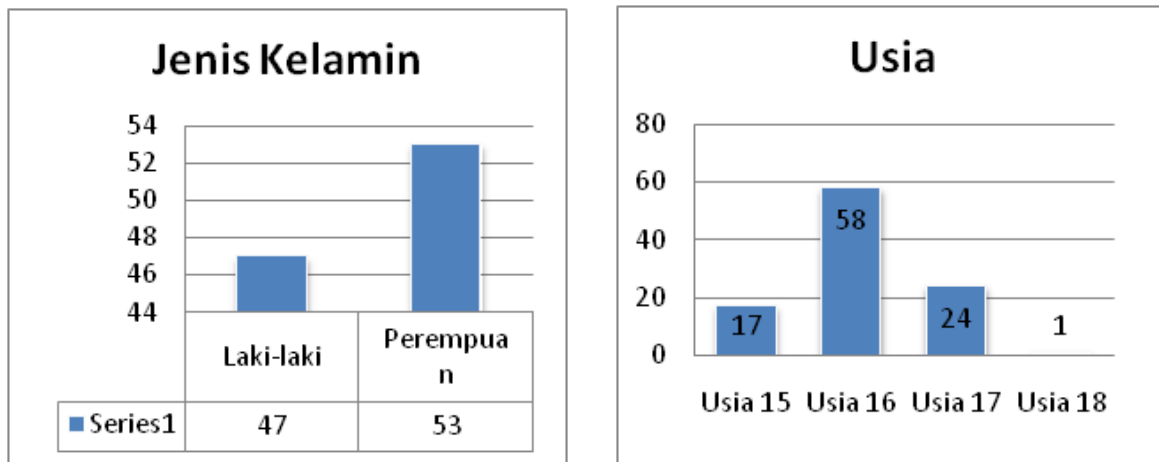 Jenis Kelamin
54
52
50
48
46
44
Laki-laki
Perempua
n
Series1
47
53
Usia
80
60
40
20
0
17
58
24
1
Usia 15
Usia 16
Usia 17
Usia 18